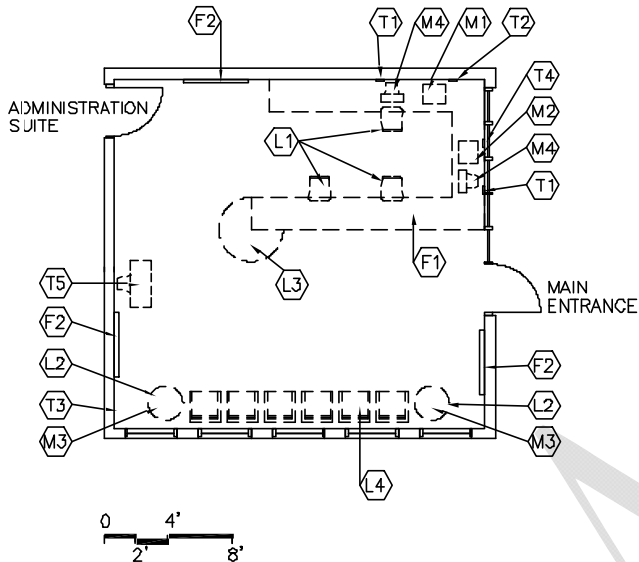 F2
T1
M4
M1
T2
T4
M2
M4
T1
ADMINISTRATION
SUITE
L1
L3
F1
T5
MAIN
ENTRANCE
F2
L2
T3
M3
F2
L2
M3
L4
0 4'
2' 8'